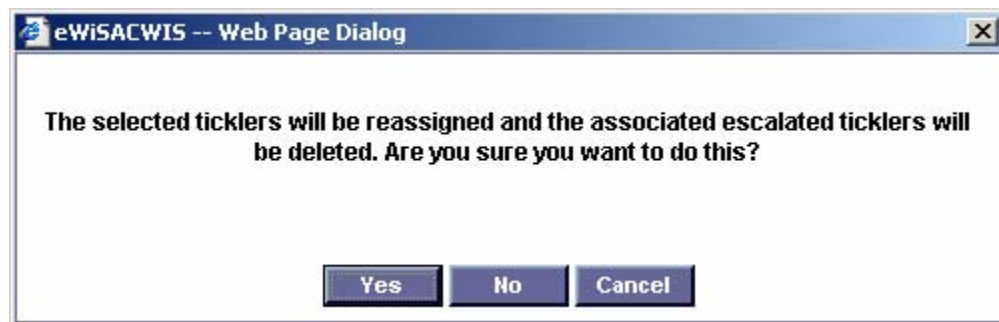 eWiSACWIS -- Web Page Dialog
The selected ticklers will be reassigned and the associated escalated ticklers will
be deleted. Are you sure you want to do this?
Yes No Cancel